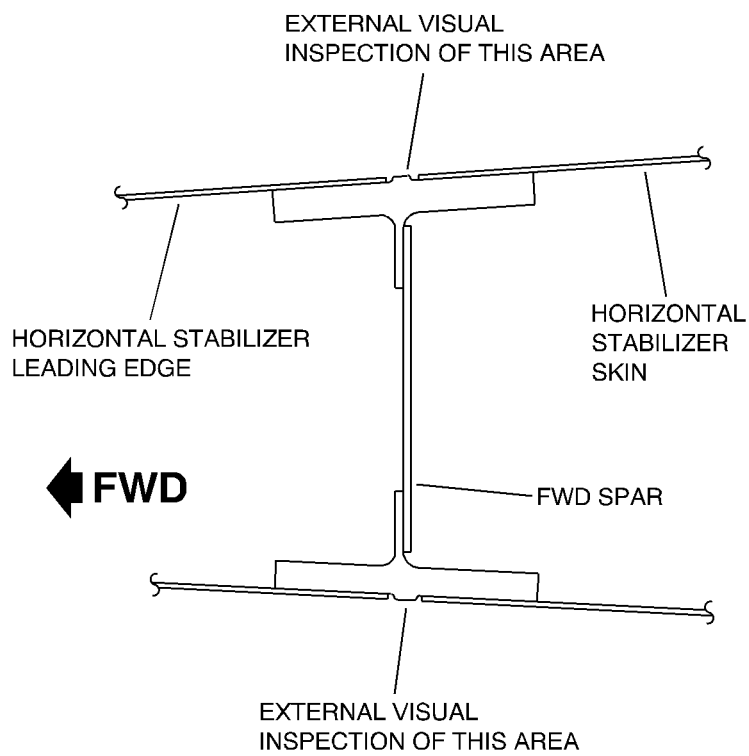 EXTERNAL VISUAL
INSPECTION OF THIS AREA
HORIZONTAL STABILIZER
LEADING EDGE
HORIZONTAL
STABILIZER
SKIN
FWD
FWD SPAR
EXTERNAL VISUAL
INSPECTION OF THIS AREA